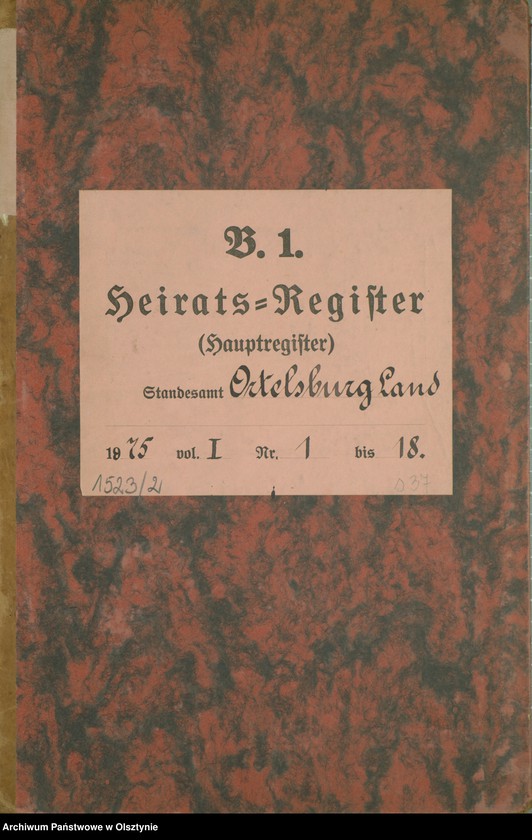 B. 1.
Heirats-Register
(Hauptregister)
Standesamt Ortelsburg Land
1875 vol. I Nr. 1 bis 18.
1523/2 037
Archiwum Państwowe w Olsztynie